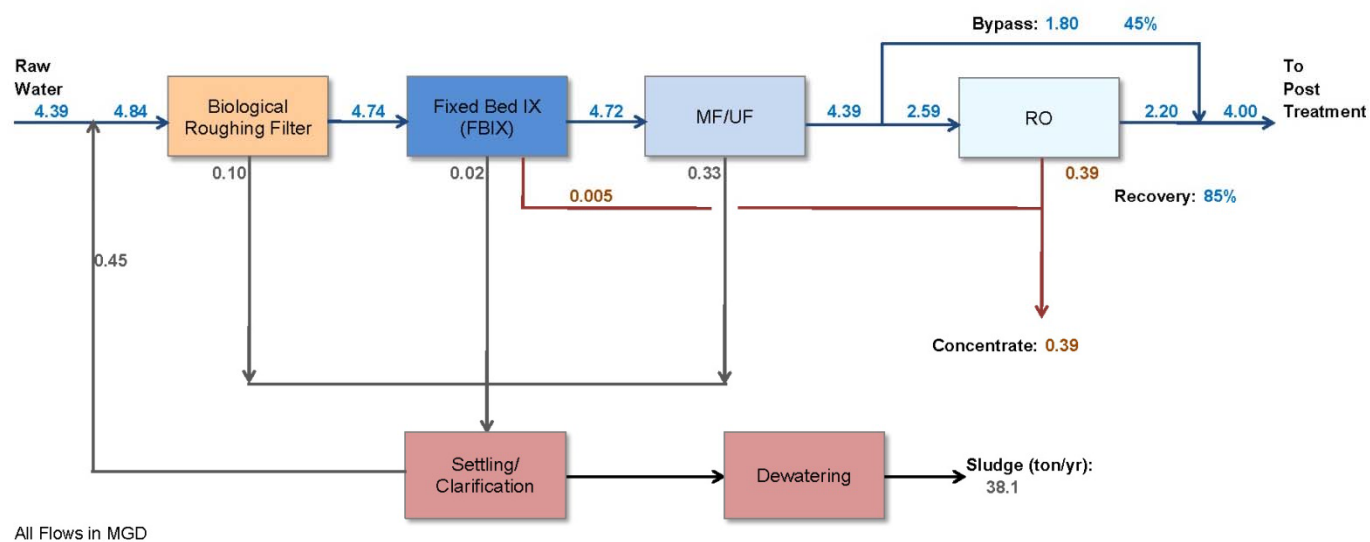 Bypass: 1.80 45%
Raw
Water
To
Post
Treatment
4.39 4.84
Biological
Roughing Filter
4.74
Fixed Bed IX
(FBIX)
4.72
MF/UF
4.39 2.59
RO
2.20 4.00
0.10
0.02
0.33
0.39
0.005
Recovery: 85%
0.45
Concentrate: 0.39
Settling/
Clarification
Dewatering
Sludge (ton/yr):
38.1
All Flows in MGD